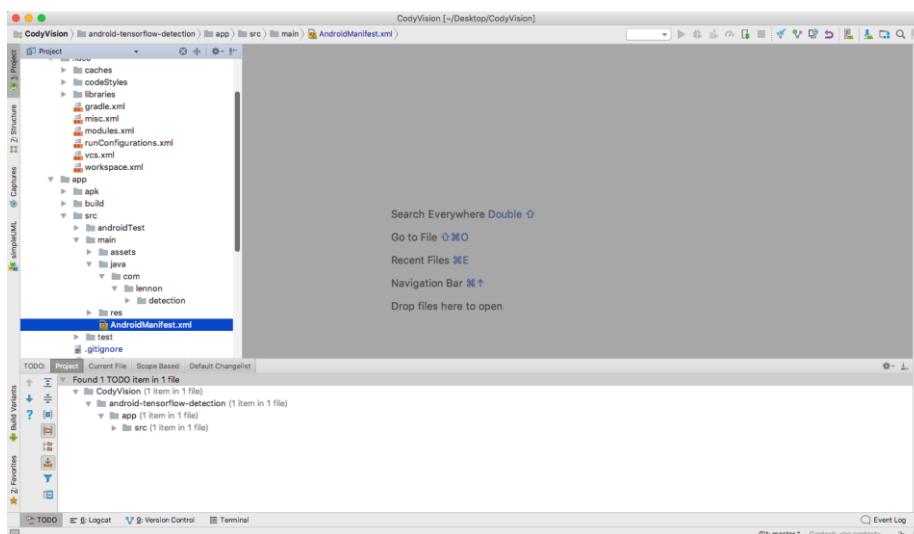 CodyVision [~/Desktop/CodyVision]
CodyVision android-tensorflow-detection app src main AndroidManifest.xml
1: Project
Project
caches
codeStyles
libraries
gradle.xml
misc.xml
modules.xml
runConfigurations.xml
vcs.xml
workspace.xml
app
apk
build
src
androidTest
main
assets
java
com
lennon
detection
res
AndroidManifest.xml
test
.gitignore
Z: Structure
Captures
simpleUML
Build Variants
2: Favorites
Search Everywhere Double ⇧
Go to File ⇧⌘O
Recent Files ⌘E
Navigation Bar ⌘↑
Drop files here to open
TODO: Project Current File Scope Based Default Changelist
Found 1 TODO item in 1 file
CodyVision (1 item in 1 file)
android-tensorflow-detection (1 item in 1 file)
app (1 item in 1 file)
src (1 item in 1 file)
TODO 6: Logcat 9: Version Control Terminal Event Log